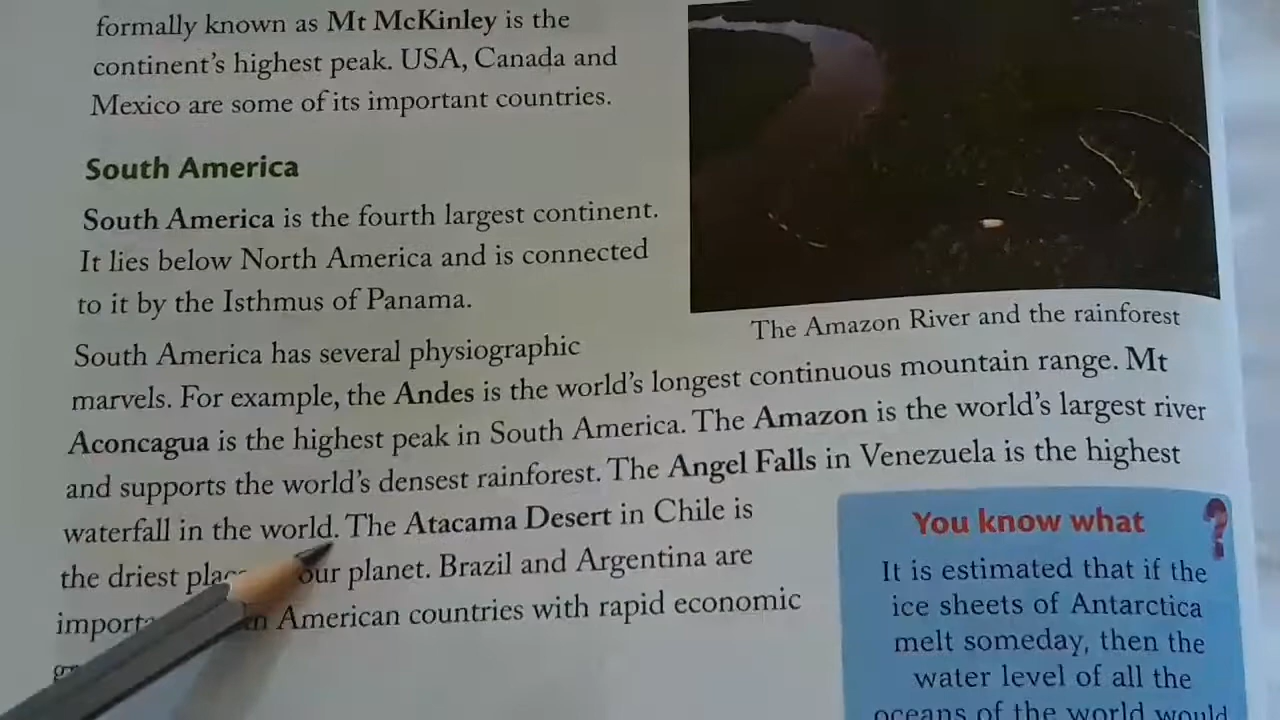 formally known as Mt McKinley is the
continent's highest peak. USA, Canada and
Mexico are some of its important countries.
South America
South America is the fourth largest continent.
It lies below North America and is connected
to it by the Isthmus of Panama.
The Amazon River and the rainforest
South America has several physiographic
marvels. For example, the Andes is the world's longest continuous mountain range. Mt
Aconcagua is the highest peak in South America. The Amazon is the world's largest river
and supports the world's densest rainforest. The Angel Falls in Venezuela is the highest
waterfall in the world. The Atacama Desert in Chile is
the driest our planet. Brazil and Argentina are
American countries with rapid economic
You know what ?
It is estimated that if the
ice sheets of Antarctica
melt someday, then the
water level of all the
oceans of the world would